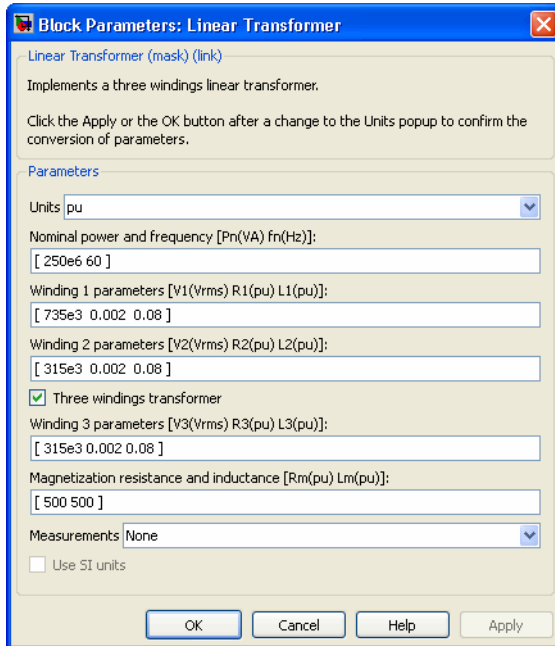 Block Parameters: Linear Transformer
Linear Transformer (mask) (link)
Implements a three windings linear transformer.
Click the Apply or the OK button after a change to the Units popup to confirm the
conversion of parameters.
Parameters
Units pu
Nominal power and frequency [Pn(VA) fn(Hz)]:
[ 250e6 60 ]
Winding 1 parameters [V1(Vrms) R1(pu) L1(pu)]:
[ 735e3 0.002 0.08 ]
Winding 2 parameters [V2(Vrms) R2(pu) L2(pu)]:
[ 315e3 0.002 0.08 ]
Three windings transformer
Winding 3 parameters [V3(Vrms) R3(pu) L3(pu)]:
[ 315e3 0.002 0.08 ]
Magnetization resistance and inductance [Rm(pu) Lm(pu)]:
[ 500 500 ]
Measurements None
Use SI units
OK Cancel Help Apply